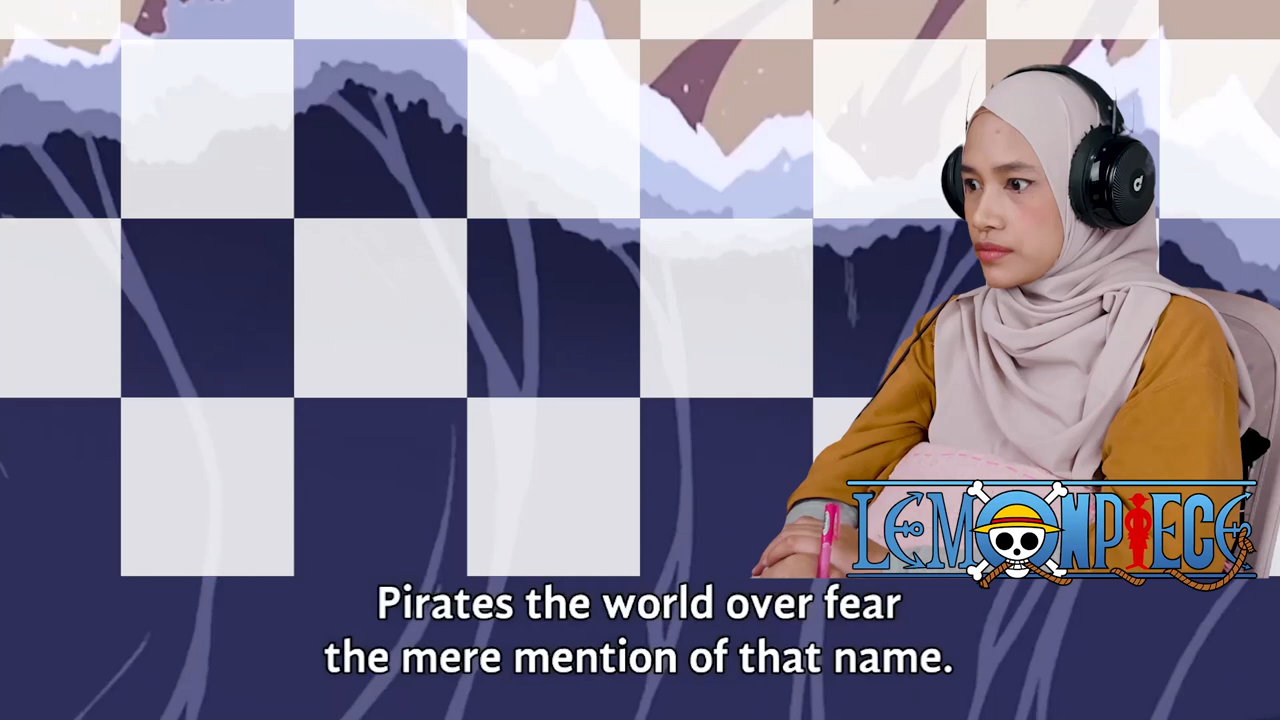 LEMONPIECE
Pirates the world over fear
the mere mention of that name.